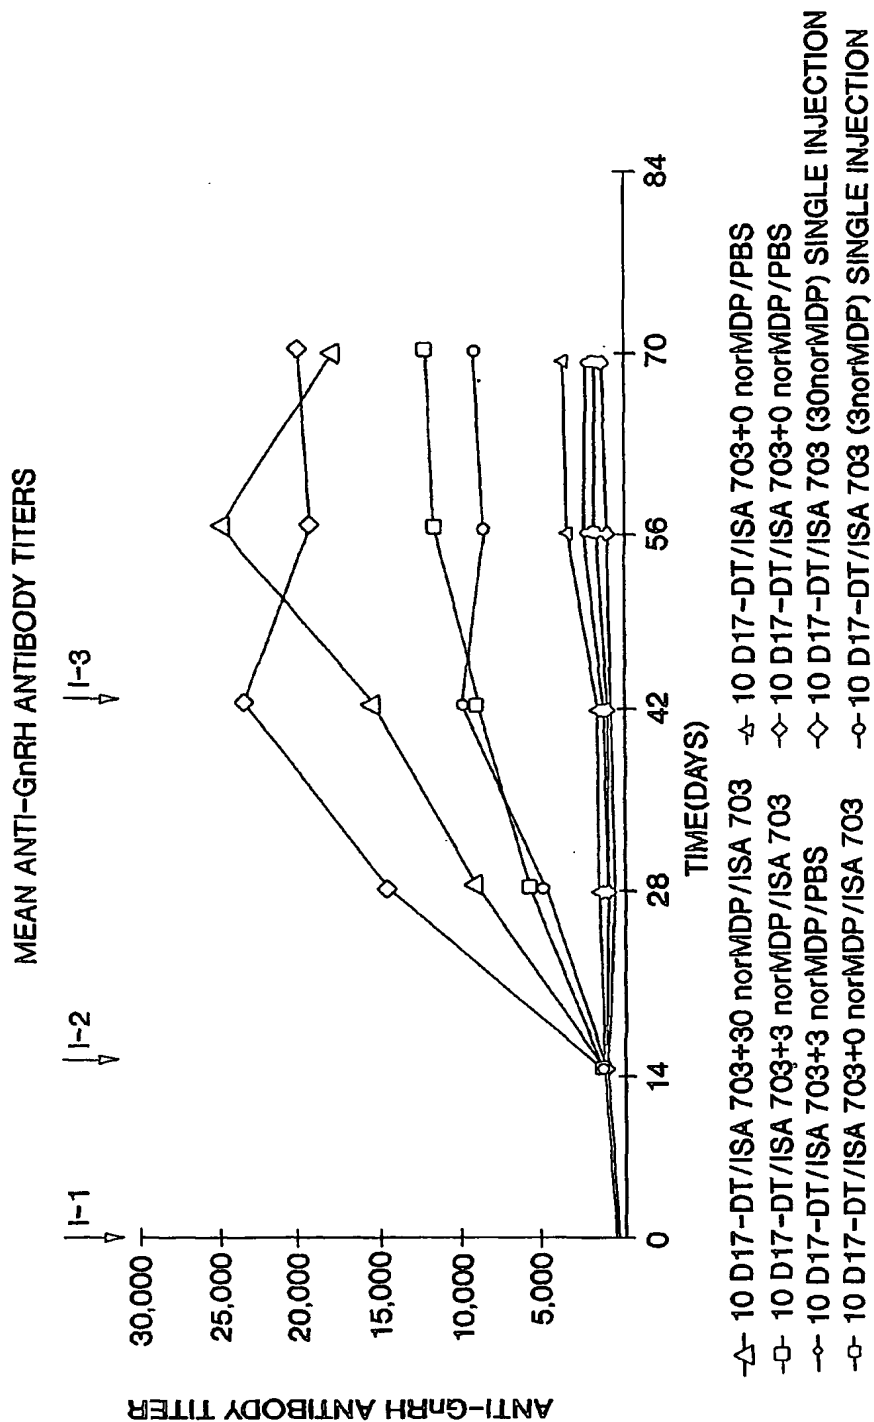 MEAN ANTI-GnRH ANTIBODY TITERS
I-1
I-2
I-3
ANTI-GnRH ANTIBODY TITER
30,000
25,000
20,000
15,000
10,000
5,000
0
14
28
42
56
70
84
TIME(DAYS)
10 D17-DT/ISA 703+30 norMDP/ISA 703
10 D17-DT/ISA 703+3 norMDP/ISA 703
10 D17-DT/ISA 703+3 norMDP/PBS
10 D17-DT/ISA 703+0 norMDP/ISA 703
10 D17-DT/ISA 703+0 norMDP/PBS
10 D17-DT/ISA 703+0 norMDP/PBS
10 D17-DT/ISA 703 (30norMDP) SINGLE INJECTION
10 D17-DT/ISA 703 (3norMDP) SINGLE INJECTION